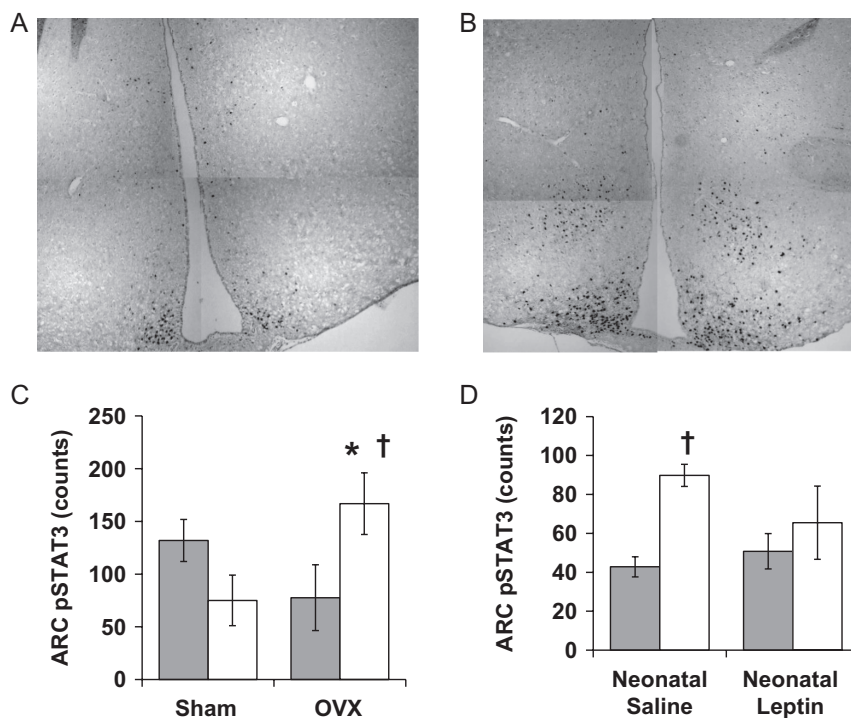 A
B
C
ARC pSTAT3 (counts)
250
200
150
100
50
0
* †
Sham
OVX
D
ARC pSTAT3 (counts)
120
100
80
60
40
20
0
†
Neonatal
Saline
Neonatal
Leptin